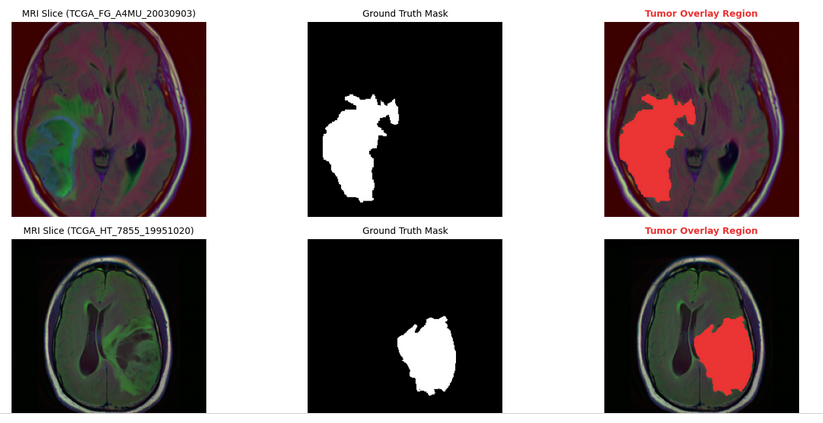 MRI Slice (TCGA_FG_A4MU_20030903)
Ground Truth Mask
Tumor Overlay Region
MRI Slice (TCGA_HT_7855_19951020)
Ground Truth Mask
Tumor Overlay Region